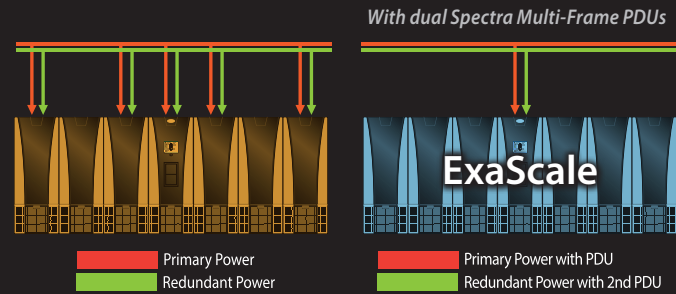 With dual Spectra Multi-Frame PDUs
ExaScale
Primary Power
Redundant Power
Primary Power with PDU
Redundant Power with 2nd PDU